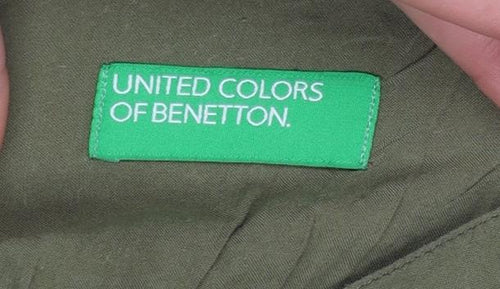 UNITED COLORS
OF BENETTON.